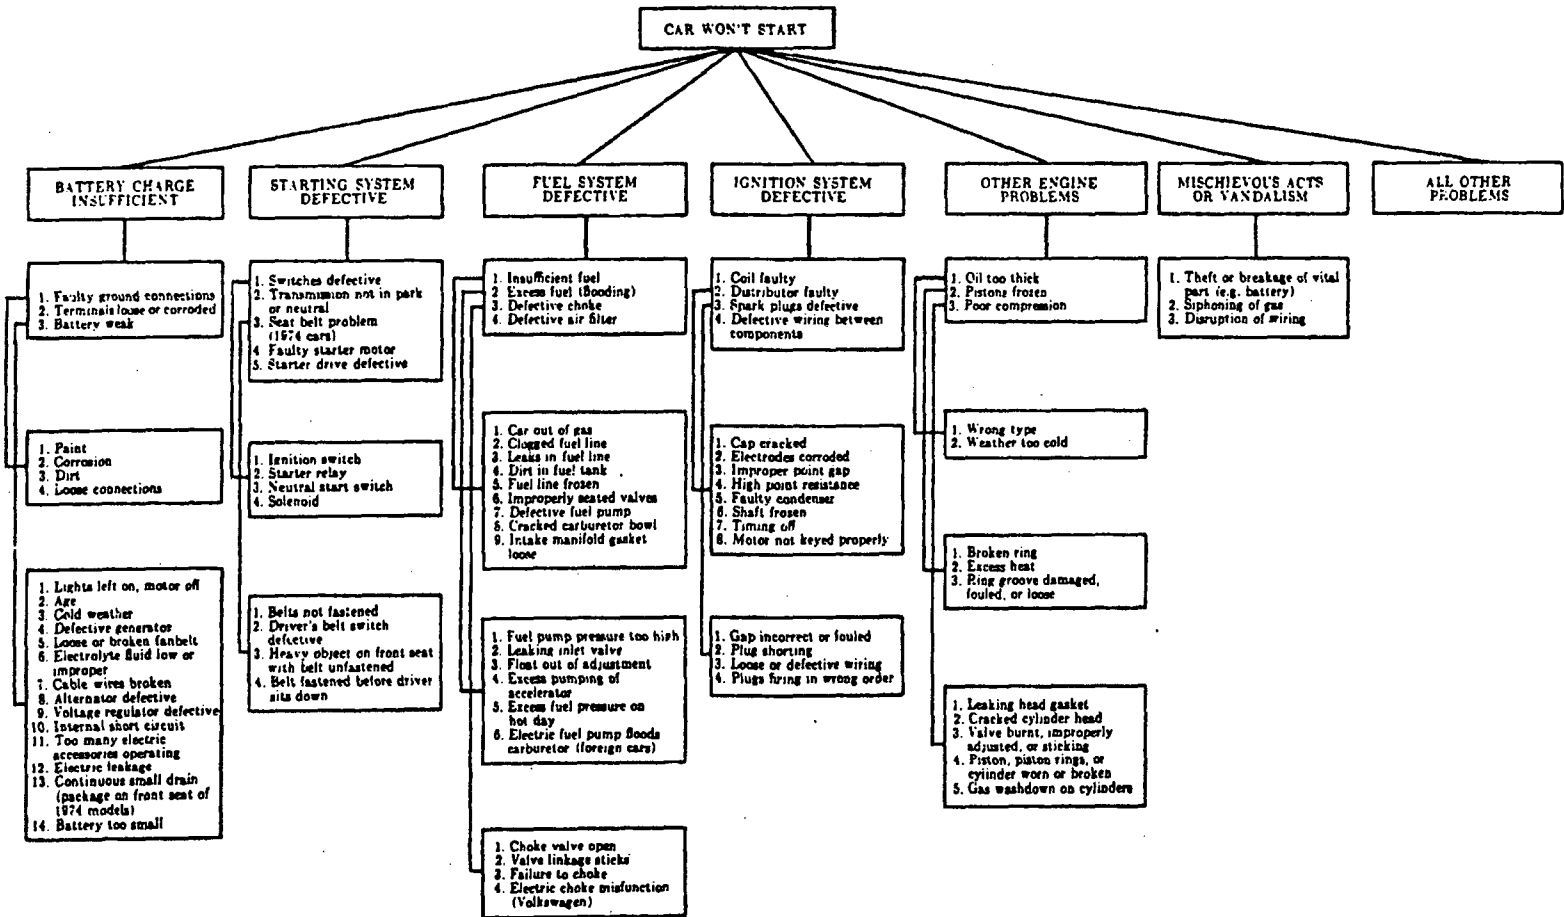 CAR WON'T START
BATTERY CHARGE
INSUFFICIENT
STARTING SYSTEM
DEFECTIVE
FUEL SYSTEM
DEFECTIVE
IGNITION SYSTEM
DEFECTIVE
OTHER ENGINE
PROBLEMS
MISCHIEVOUS ACTS
OR VANDALISM
ALL OTHER
PROBLEMS
1. Faulty ground connections
2. Terminals loose or corroded
3. Battery weak
1. Paint
2. Corrosion
3. Dirt
4. Loose connections
1. Lights left on, motor off
2. Age
3. Cold weather
4. Defective generator
5. Loose or broken fanbelt
6. Electrolyte fluid low or
improper
7. Cable wires broken
8. Alternator defective
9. Voltage regulator defective
10. Internal short circuit
11. Too many electric
accessories operating
12. Electric leakage
13. Continuous small drain
(package on front seat of
1974 models)
14. Battery too small
1. Switches defective
2. Transmission not in park
or neutral
3. Seat belt problem
(1974 cars)
4 Faulty starter motor
5. Starter drive defective
1. Ignition switch
2. Starter relay
3. Neutral start switch
4. Solenoid
1. Belts not fastened
2. Driver's belt switch
defective
3. Heavy object on front seat
with belt unfastened
4. Belt fastened before driver
sits down
1. Insufficient fuel
2 Excess fuel (flooding)
3. Defective choke
4. Defective air filter
1. Car out of gas
2. Clogged fuel line
3. Leaks in fuel line
4. Dirt in fuel tank
5. Fuel line frozen
6. Improperly seated valves
7. Defective fuel pump
8. Cracked carburetor bowl
9. Intake manifold gasket
loose
1. Fuel pump pressure too high
2. Leaking inlet valve
3. Float out of adjustment
4. Excess pumping of
accelerator
5. Excess fuel pressure on
hot day
6. Electric fuel pump floods
carburetor (foreign cars)
1. Choke valve open
2. Valve linkage sticks
3. Failure to choke
4. Electric choke misfunction
(Volkswagen)
1. Coil faulty
2. Distributor faulty
3. Spark plugs defective
4. Defective wiring between
components
1. Cap cracked
2. Electrodes corroded
3. Improper point gap
4. High point resistance
5. Faulty condenser
6. Shaft frozen
7. Timing off
8. Motor not keyed properly
1. Gap incorrect or fouled
2. Plug shorting
3. Loose or defective wiring
4. Plugs firing in wrong order
1. Oil too thick
2. Pistons frozen
3. Poor compression
1. Wrong type
2. Weather too cold
1. Broken ring
2. Excess heat
3. Ring groove damaged,
fouled, or loose
1. Leaking head gasket
2. Cracked cylinder head
3. Valve burnt, improperly
adjusted, or sticking
4. Piston, piston rings, or
cylinder worn or broken
5. Gas washdown on cylinders
1. Theft or breakage of vital
part (e.g. battery)
2. Siphoning of gas
3. Disruption of wiring